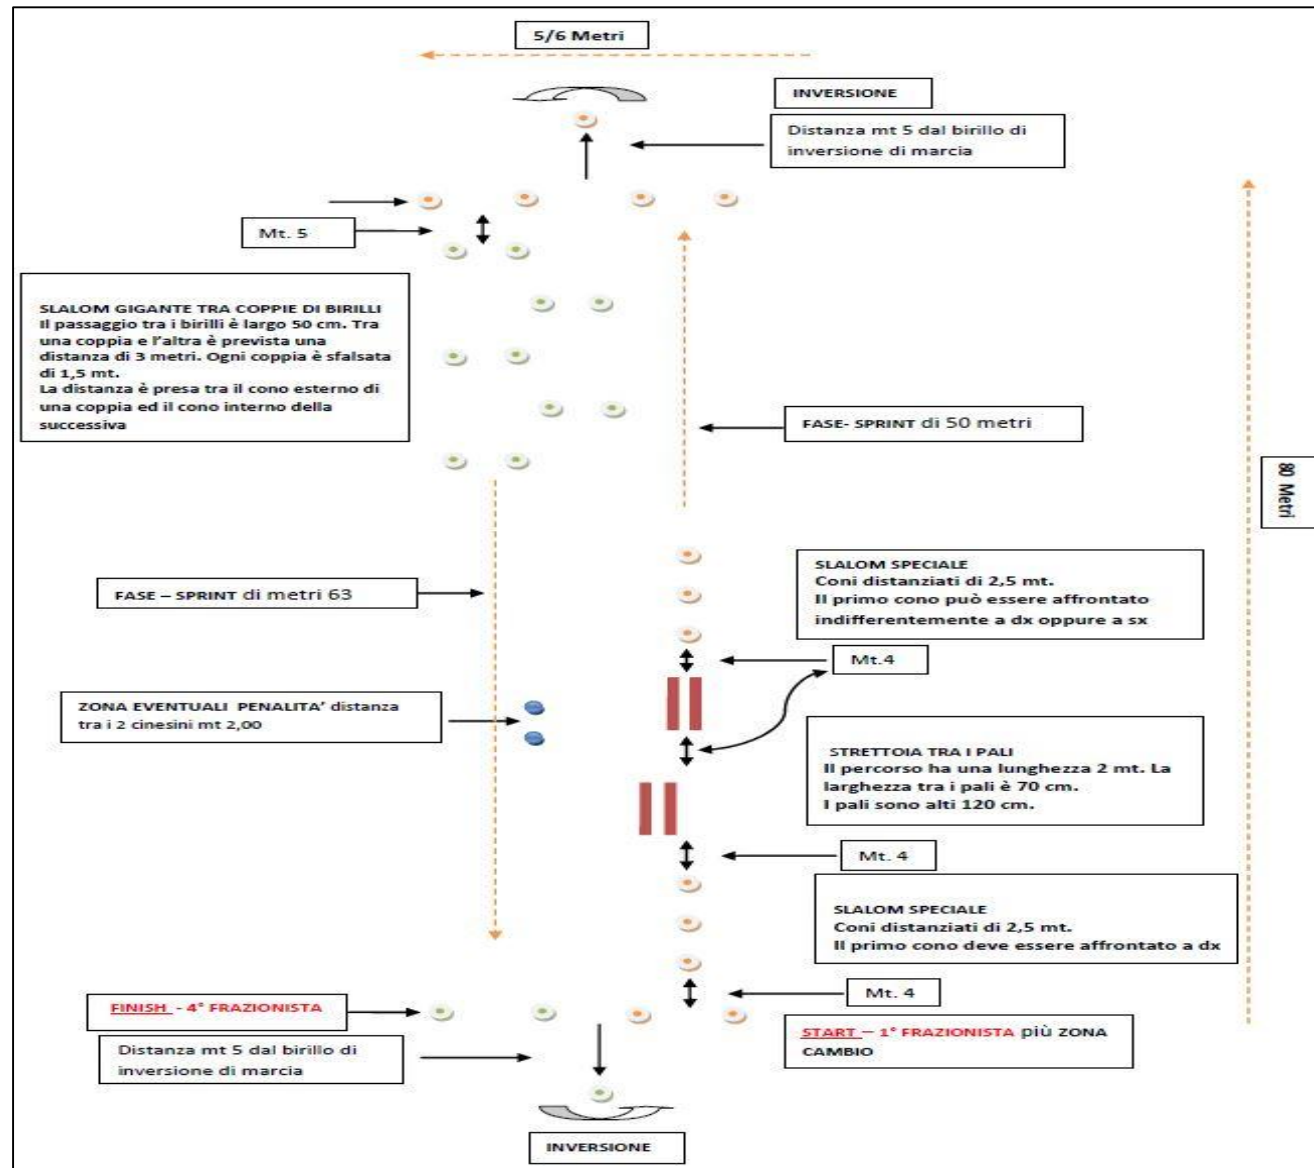 5/6 Metri
INVERSIONE
Distanza mt 5 dal birillo di
inversione di marcia
Mt. 5
SLALOM GIGANTE TRA COPPIE DI BIRILLI
Il passaggio tra i birilli è largo 50 cm. Tra
una coppia e l'altra è prevista una
distanza di 3 metri. Ogni coppia è sfalsata
di 1,5 mt.
La distanza è presa tra il cono esterno di
una coppia ed il cono interno della
successiva
FASE- SPRINT di 50 metri
80 Metri
SLALOM SPECIALE
Coni distanziati di 2,5 mt.
Il primo cono può essere affrontato
indifferentemente a dx oppure a sx
FASE – SPRINT di metri 63
Mt.4
ZONA EVENTUALI PENALITA' distanza
tra i 2 cinesini mt 2,00
STRETTOIA TRA I PALI
Il percorso ha una lunghezza 2 mt. La
larghezza tra i pali è 70 cm.
I pali sono alti 120 cm.
Mt. 4
SLALOM SPECIALE
Coni distanziati di 2,5 mt.
Il primo cono deve essere affrontato a dx
Mt. 4
FINISH - 4° FRAZIONISTA
START – 1° FRAZIONISTA più ZONA
CAMBIO
Distanza mt 5 dal birillo di
inversione di marcia
INVERSIONE